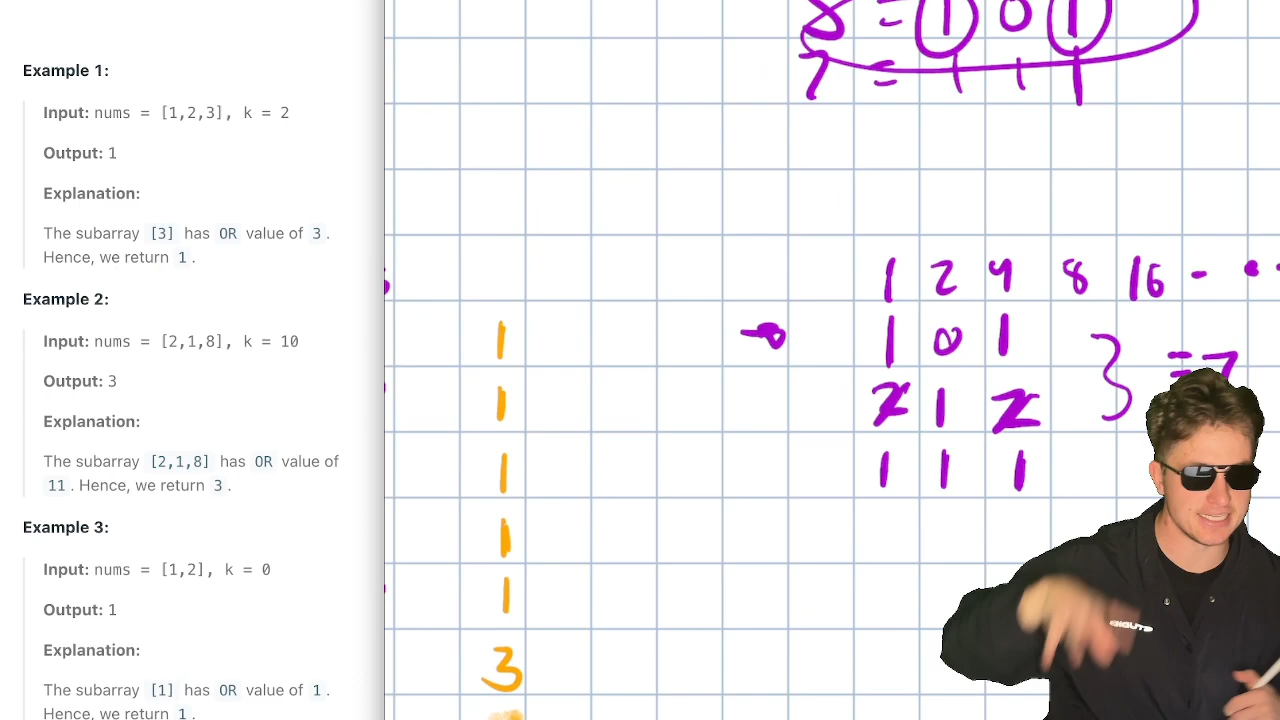 8 = 1 0 1
7 = 1 1 1
Example 1:
Input: nums = [1,2,3], k = 2
Output: 1
Explanation:
The subarray [3] has OR value of 3.
Hence, we return 1.
Example 2:
Input: nums = [2,1,8], k = 10
Output: 3
Explanation:
The subarray [2,1,8] has OR value of
11. Hence, we return 3.
Example 3:
Input: nums = [1,2], k = 0
Output: 1
Explanation:
The subarray [1] has OR value of 1.
Hence, we return 1.
1
1
1
1
1
3
1 2 4 8 16
1 0 1
1
=7
1 1 1